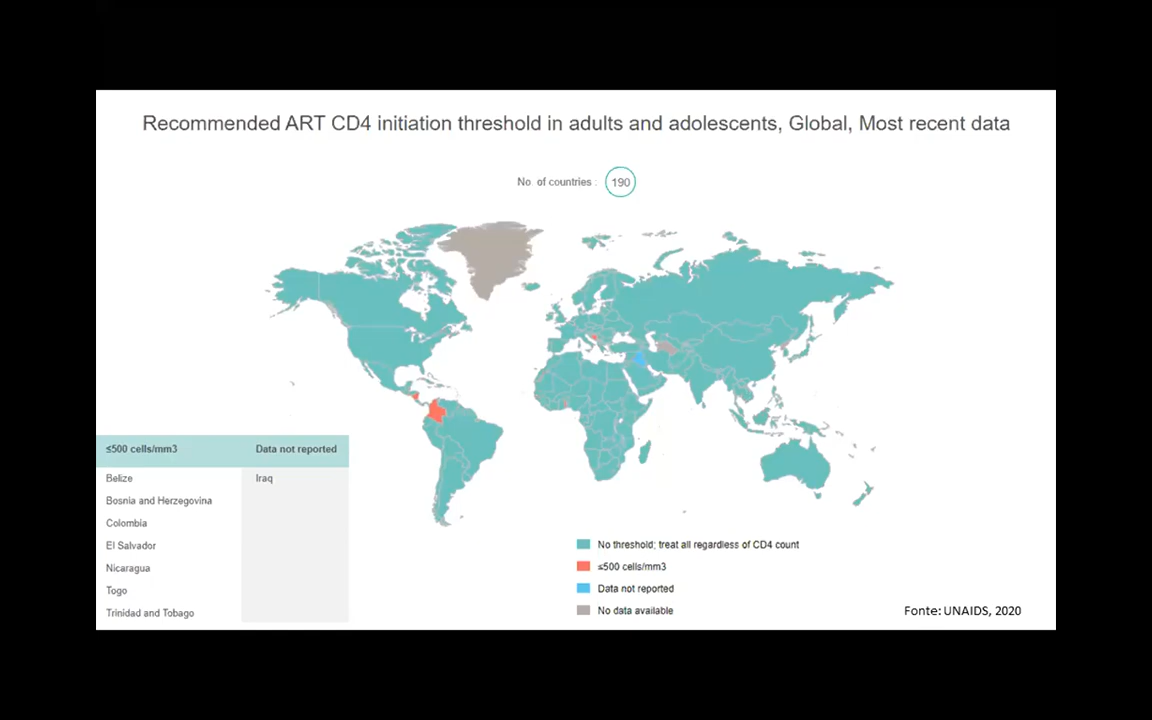 Recommended ART CD4 initiation threshold in adults and adolescents, Global, Most recent data
No. of countries : 190
≤500 cells/mm3 Data not reported
Belize Iraq
Bosnia and Herzegovina
Colombia
El Salvador
Nicaragua
Togo
Trinidad and Tobago
No threshold; treat all regardless of CD4 count
≤500 cells/mm3
Data not reported
No data available
Fonte: UNAIDS, 2020